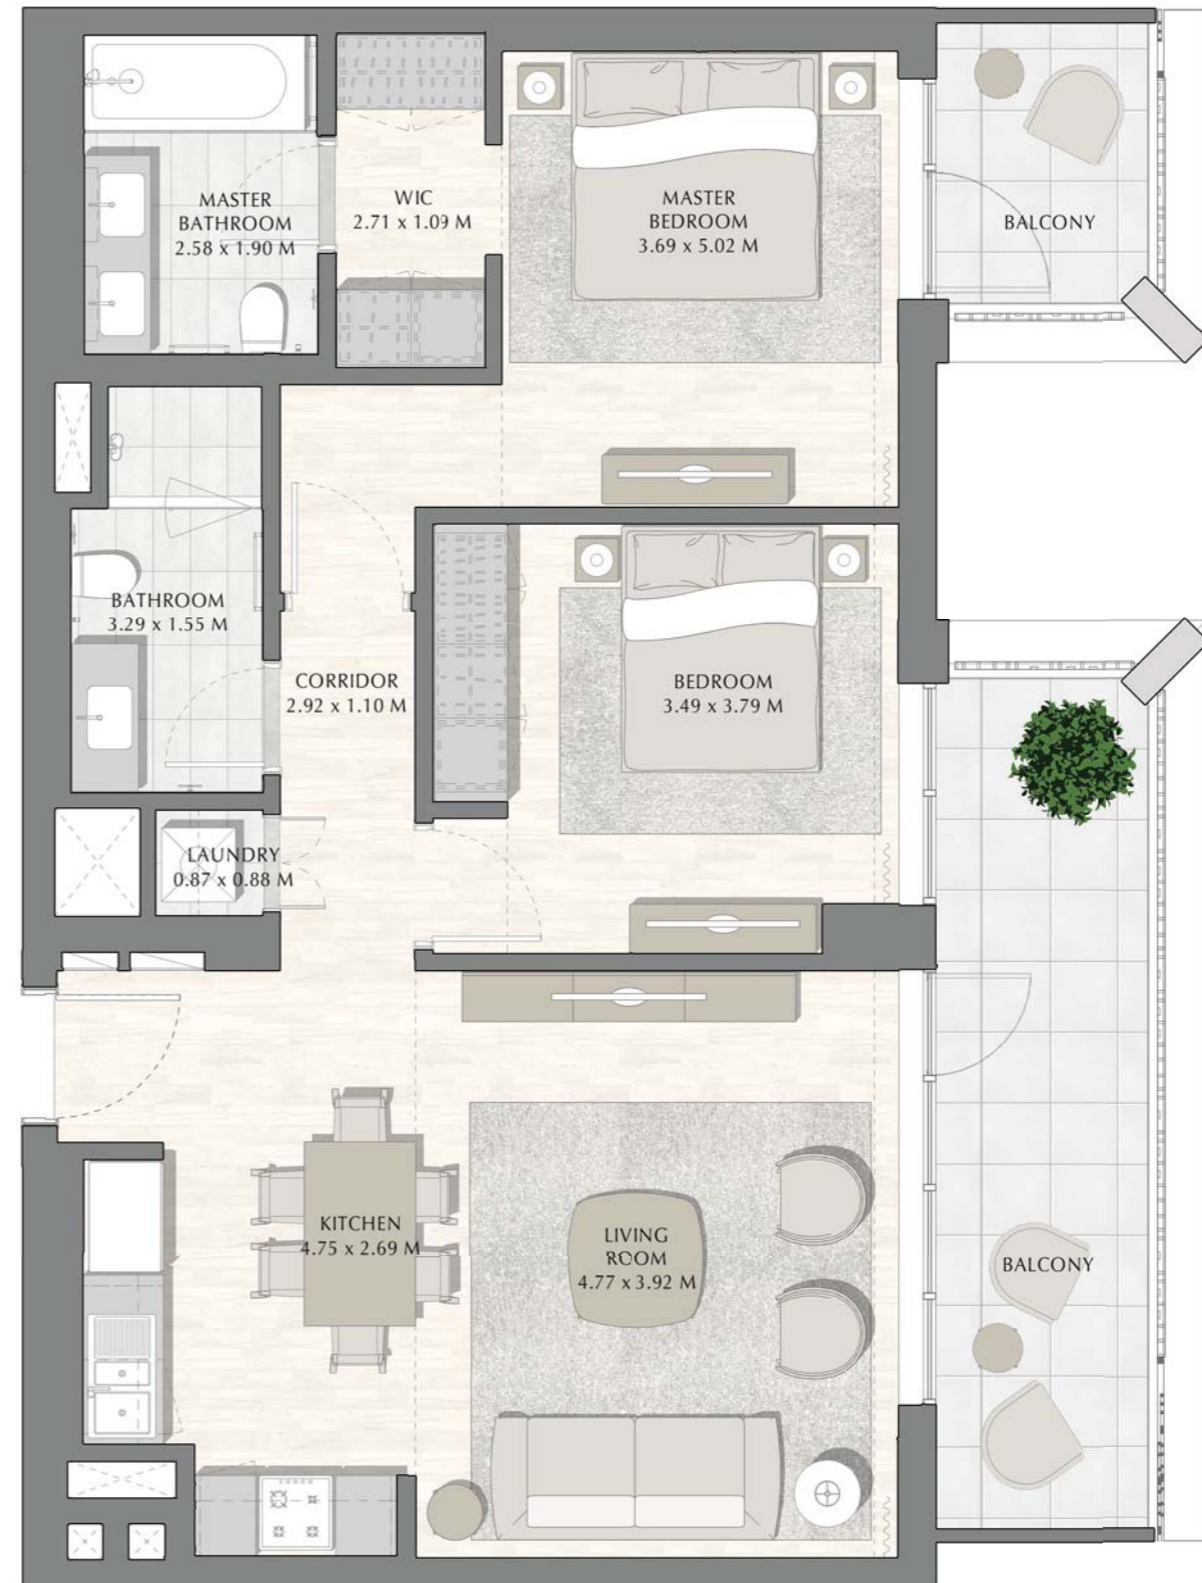 MASTER
BATHROOM
2.58 x 1.90 M
WIC
2.71 x 1.09 M
MASTER
BEDROOM
3.69 x 5.02 M
BALCONY
BATHROOM
3.29 x 1.55 M
CORRIDOR
2.92 x 1.10 M
BEDROOM
3.49 x 3.79 M
LAUNDRY
0.87 x 0.88 M
KITCHEN
4.75 x 2.69 M
LIVING
ROOM
4.77 x 3.92 M
BALCONY